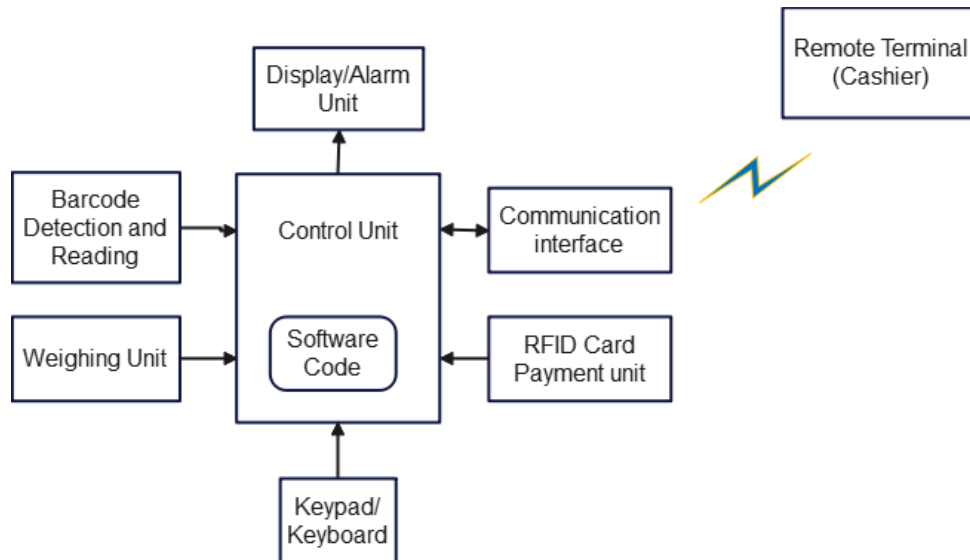 Remote Terminal
(Cashier)
Display/Alarm
Unit
Barcode
Detection and
Reading
Control Unit
Communication
interface
Weighing Unit
Software
Code
RFID Card
Payment unit
Keypad/
Keyboard